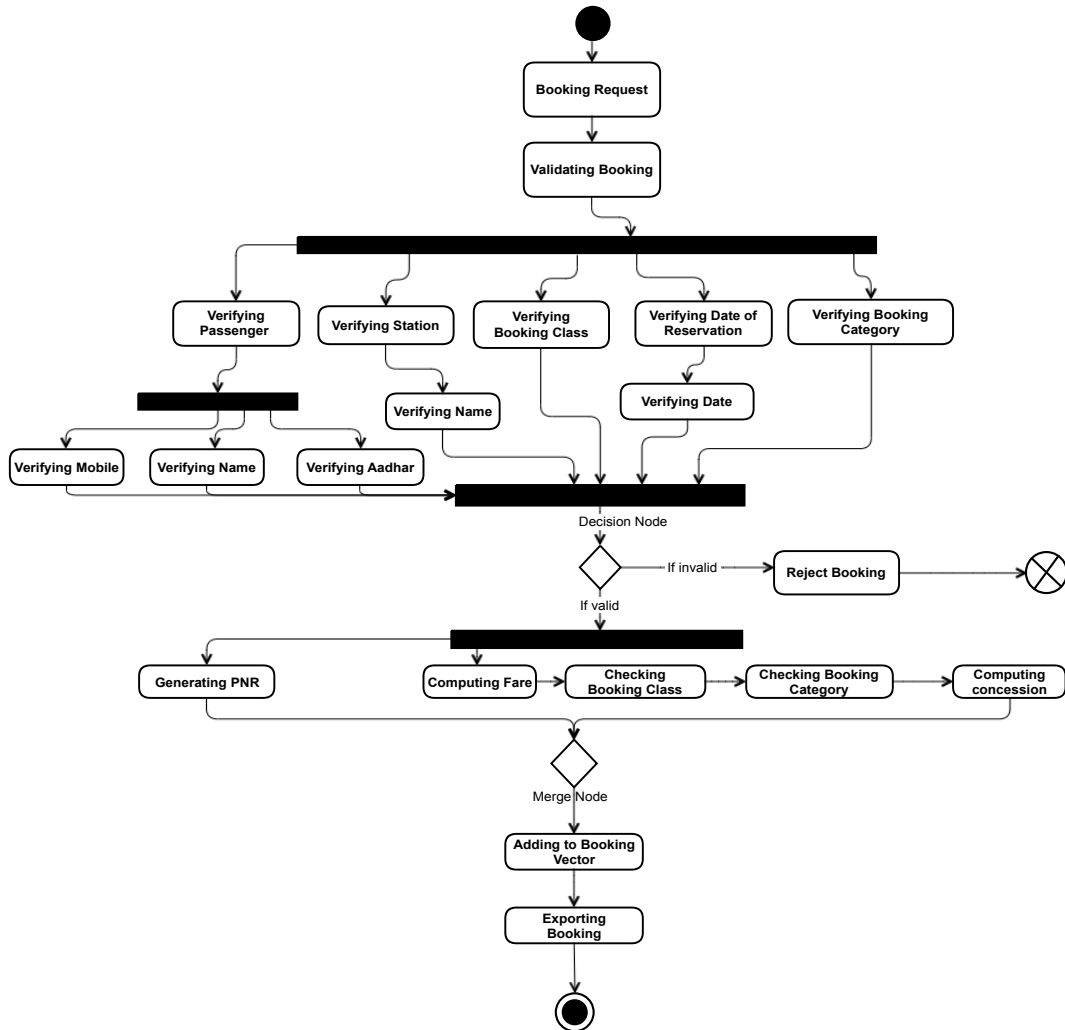 Booking Request
Validating Booking
Verifying
Passenger
Verifying Station
Verifying
Booking Class
Verifying Date of
Reservation
Verifying Booking
Category
Verifying Name
Verifying Date
Verifying Mobile
Verifying Name
Verifying Aadhar
Decision Node
If invalid
Reject Booking
If valid
Generating PNR
Computing Fare
Checking
Booking Class
Checking Booking
Category
Computing
concession
Merge Node
Adding to Booking
Vector
Exporting
Booking